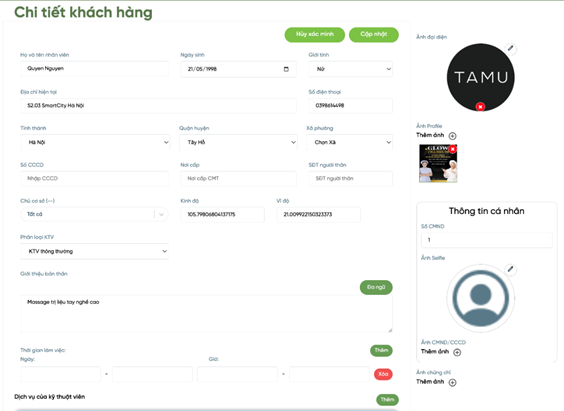 Chi tiết khách hàng
Hủy xác minh
Cập nhật
Họ và tên nhân viên
Ngày sinh
Giới tính
Quyen Nguyen
21/05/1998
Nữ
Địa chỉ hiện tại
Số điện thoại
S2.03 SmartCity Hà Nội
0398614498
Tỉnh thành
Quận huyện
Xã phường
Hà Nội
Tây Hồ
Chọn Xã
Số CCCD
Nơi cấp
SĐT người thân
Nhập CCCD
Nơi cấp CMT
SĐT người thân
Chủ cơ sở (--)
Kinh độ
Vĩ độ
Tất cả
105.79806804137175
21.009922150323373
Phân loại KTV
KTV thông thường
Giới thiệu bản thân
Đa ngữ
Massage trị liệu tay nghề cao
Thời gian làm việc:
Thêm
Ngày:
Giờ:
-
-
Xóa
Dịch vụ của kỹ thuật viên
Thêm
Ảnh đại diện
TAMU
Ảnh Profile
Thêm ảnh
GLOW
Thông tin cá nhân
Số CMND
1
Ảnh Selfie
Ảnh CMND/CCCD
Thêm ảnh
Ảnh chứng chỉ
Thêm ảnh